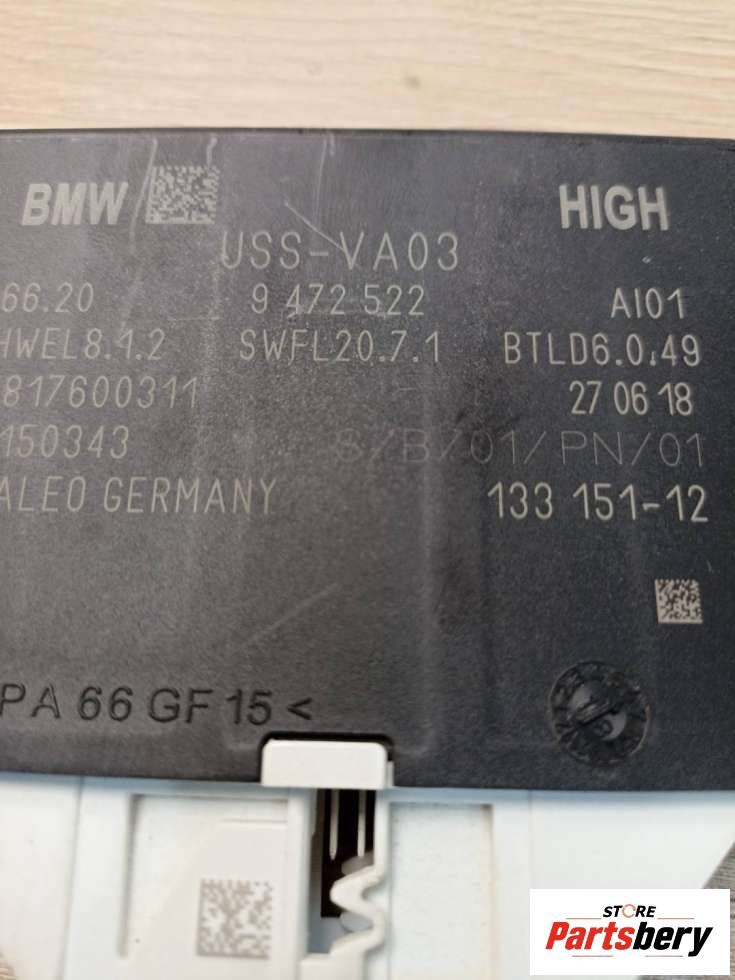 BMW HIGH
USS-VA03
66.20 9 472 522 AI01
HWEL8.1.2 SWFL20.7.1 BTLD6.0.49
817600311 27 06 18
150343 S/B/01/PN/01
ALEO GERMANY 133 151-12
PA 66 GF 15 <
STORE
Partsbery